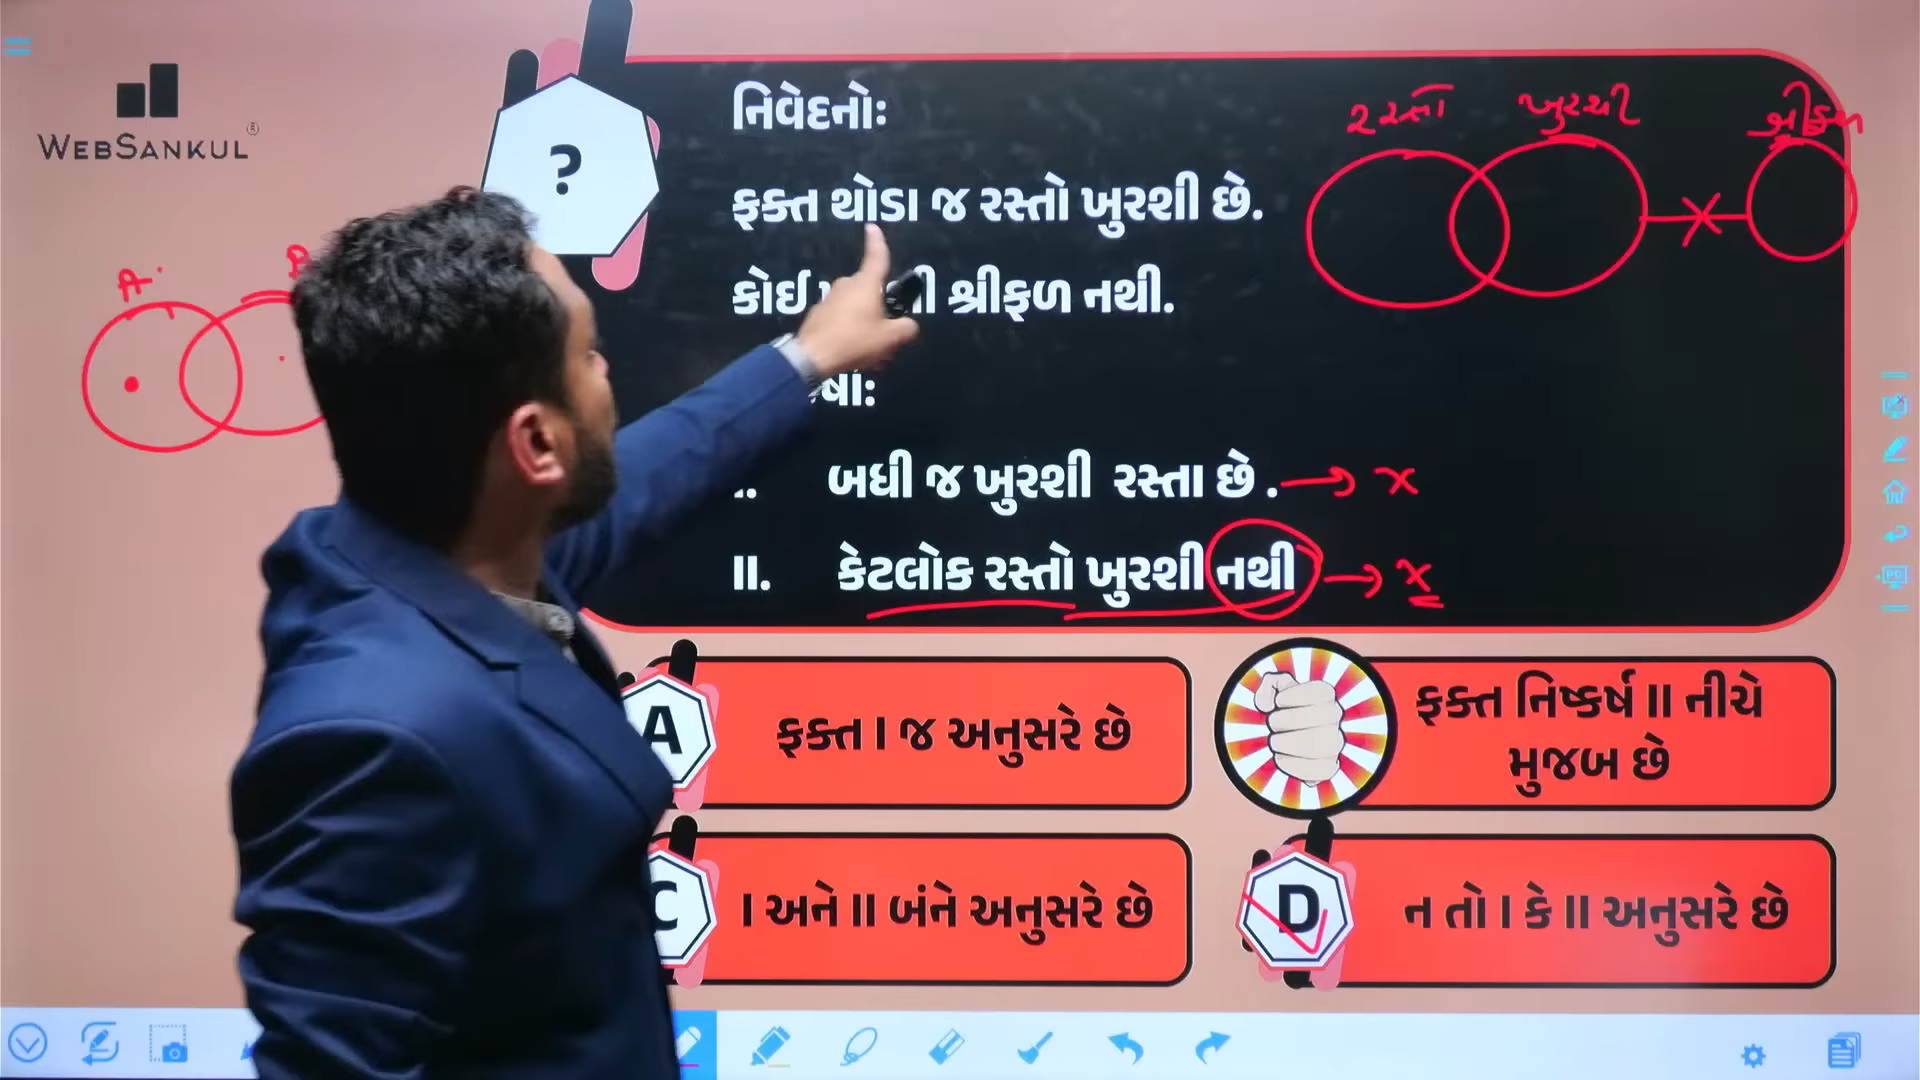 WEBSANKUL®
?
નિવેદનો:
ફક્ત થોડા જ રસ્તો ખુરશી છે.
કોઈ શ્રીફળ નથી.
બધી જ ખુરશી રસ્તા છે.
II. કેટલોક રસ્તો ખુરશી નથી
રસ્તા ખુરશી શ્રીફળ
A B
x
x
A ફક્ત I જ અનુસરે છે
ફક્ત નિષ્કર્ષ II નીચે
મુજબ છે
C I અને II બંને અનુસરે છે
D ન તો I કે II અનુસરે છે